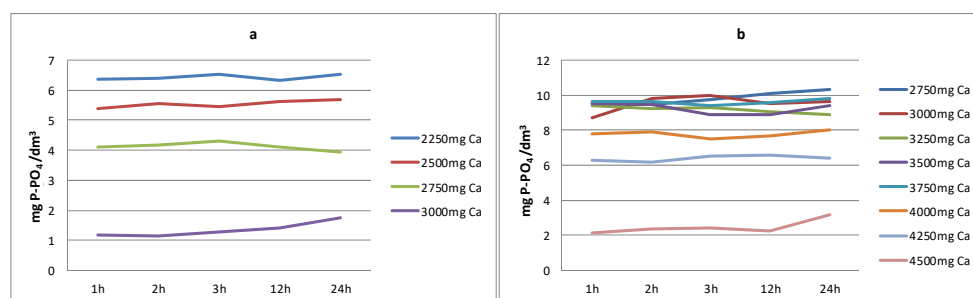 a
mg P-PO₄/dm³
7
6
5
4
3
2
1
0
1h 2h 3h 12h 24h
2250mg Ca
2500mg Ca
2750mg Ca
3000mg Ca
b
mg P-PO₄/dm³
12
10
8
6
4
2
0
1h 2h 3h 12h 24h
2750mg Ca
3000mg Ca
3250mg Ca
3500mg Ca
3750mg Ca
4000mg Ca
4250mg Ca
4500mg Ca